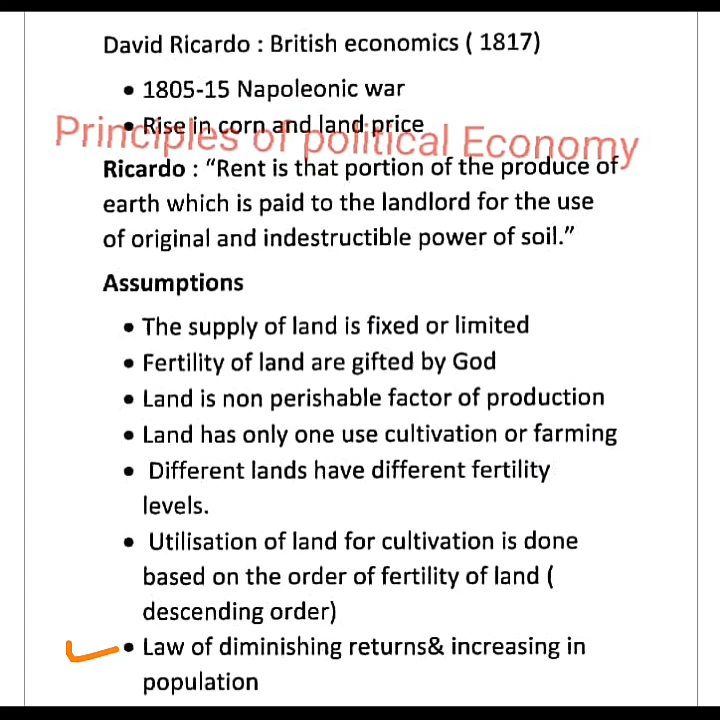 David Ricardo : British economics ( 1817)
• 1805-15 Napoleonic war
• Rise in corn and land price
Principles of political Economy
Ricardo : “Rent is that portion of the produce of
earth which is paid to the landlord for the use
of original and indestructible power of soil.”
Assumptions
• The supply of land is fixed or limited
• Fertility of land are gifted by God
• Land is non perishable factor of production
• Land has only one use cultivation or farming
• Different lands have different fertility
levels.
• Utilisation of land for cultivation is done
based on the order of fertility of land (
descending order)
• Law of diminishing returns& increasing in
population